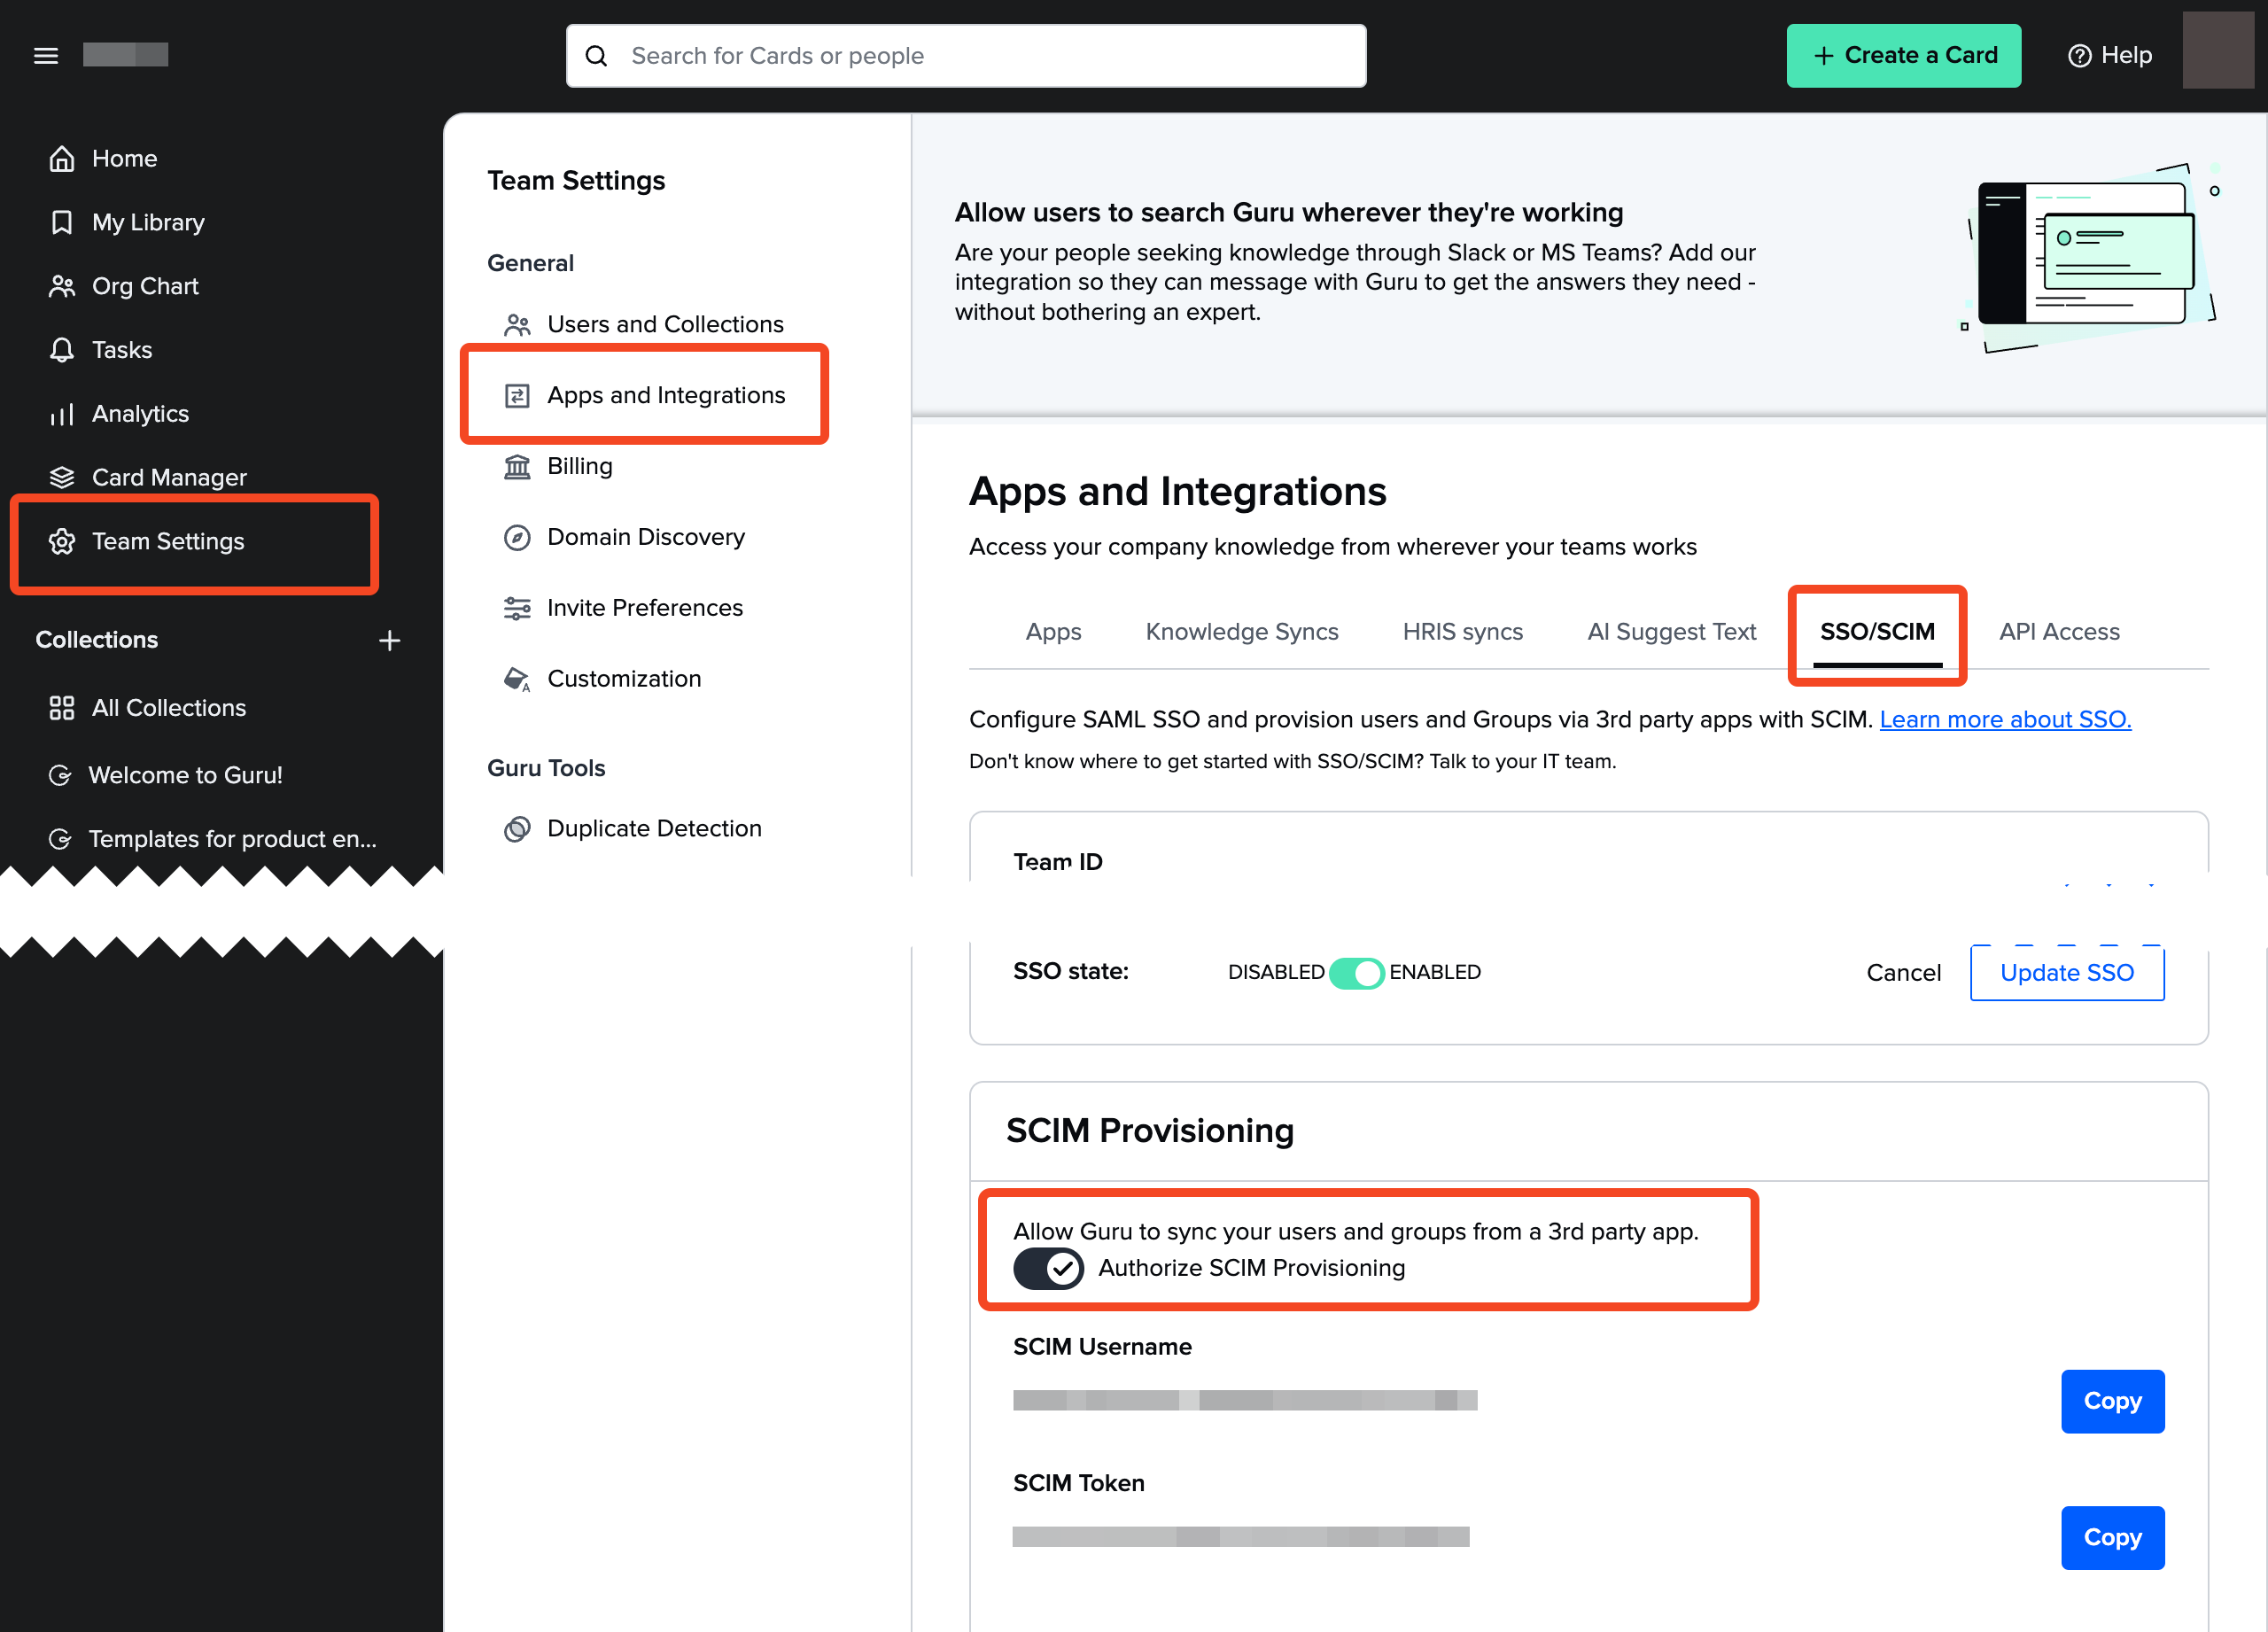 Search for Cards or people
Create a Card
Help
Home
My Library
Org Chart
Tasks
Analytics
Card Manager
Team Settings
Collections
All Collections
Welcome to Guru!
Templates for product en...
Team Settings
General
Users and Collections
Apps and Integrations
Billing
Domain Discovery
Invite Preferences
Customization
Guru Tools
Duplicate Detection
Allow users to search Guru wherever they're working
Are your people seeking knowledge through Slack or MS Teams? Add our
integration so they can message with Guru to get the answers they need -
without bothering an expert.
Apps and Integrations
Access your company knowledge from wherever your teams works
Apps Knowledge Syncs HRIS syncs AI Suggest Text SSO/SCIM API Access
Configure SAML SSO and provision users and Groups via 3rd party apps with SCIM. Learn more about SSO.
Don't know where to get started with SSO/SCIM? Talk to your IT team.
Team ID
SSO state: DISABLED ENABLED Cancel Update SSO
SCIM Provisioning
Allow Guru to sync your users and groups from a 3rd party app.
Authorize SCIM Provisioning
SCIM Username
Copy
SCIM Token
Copy